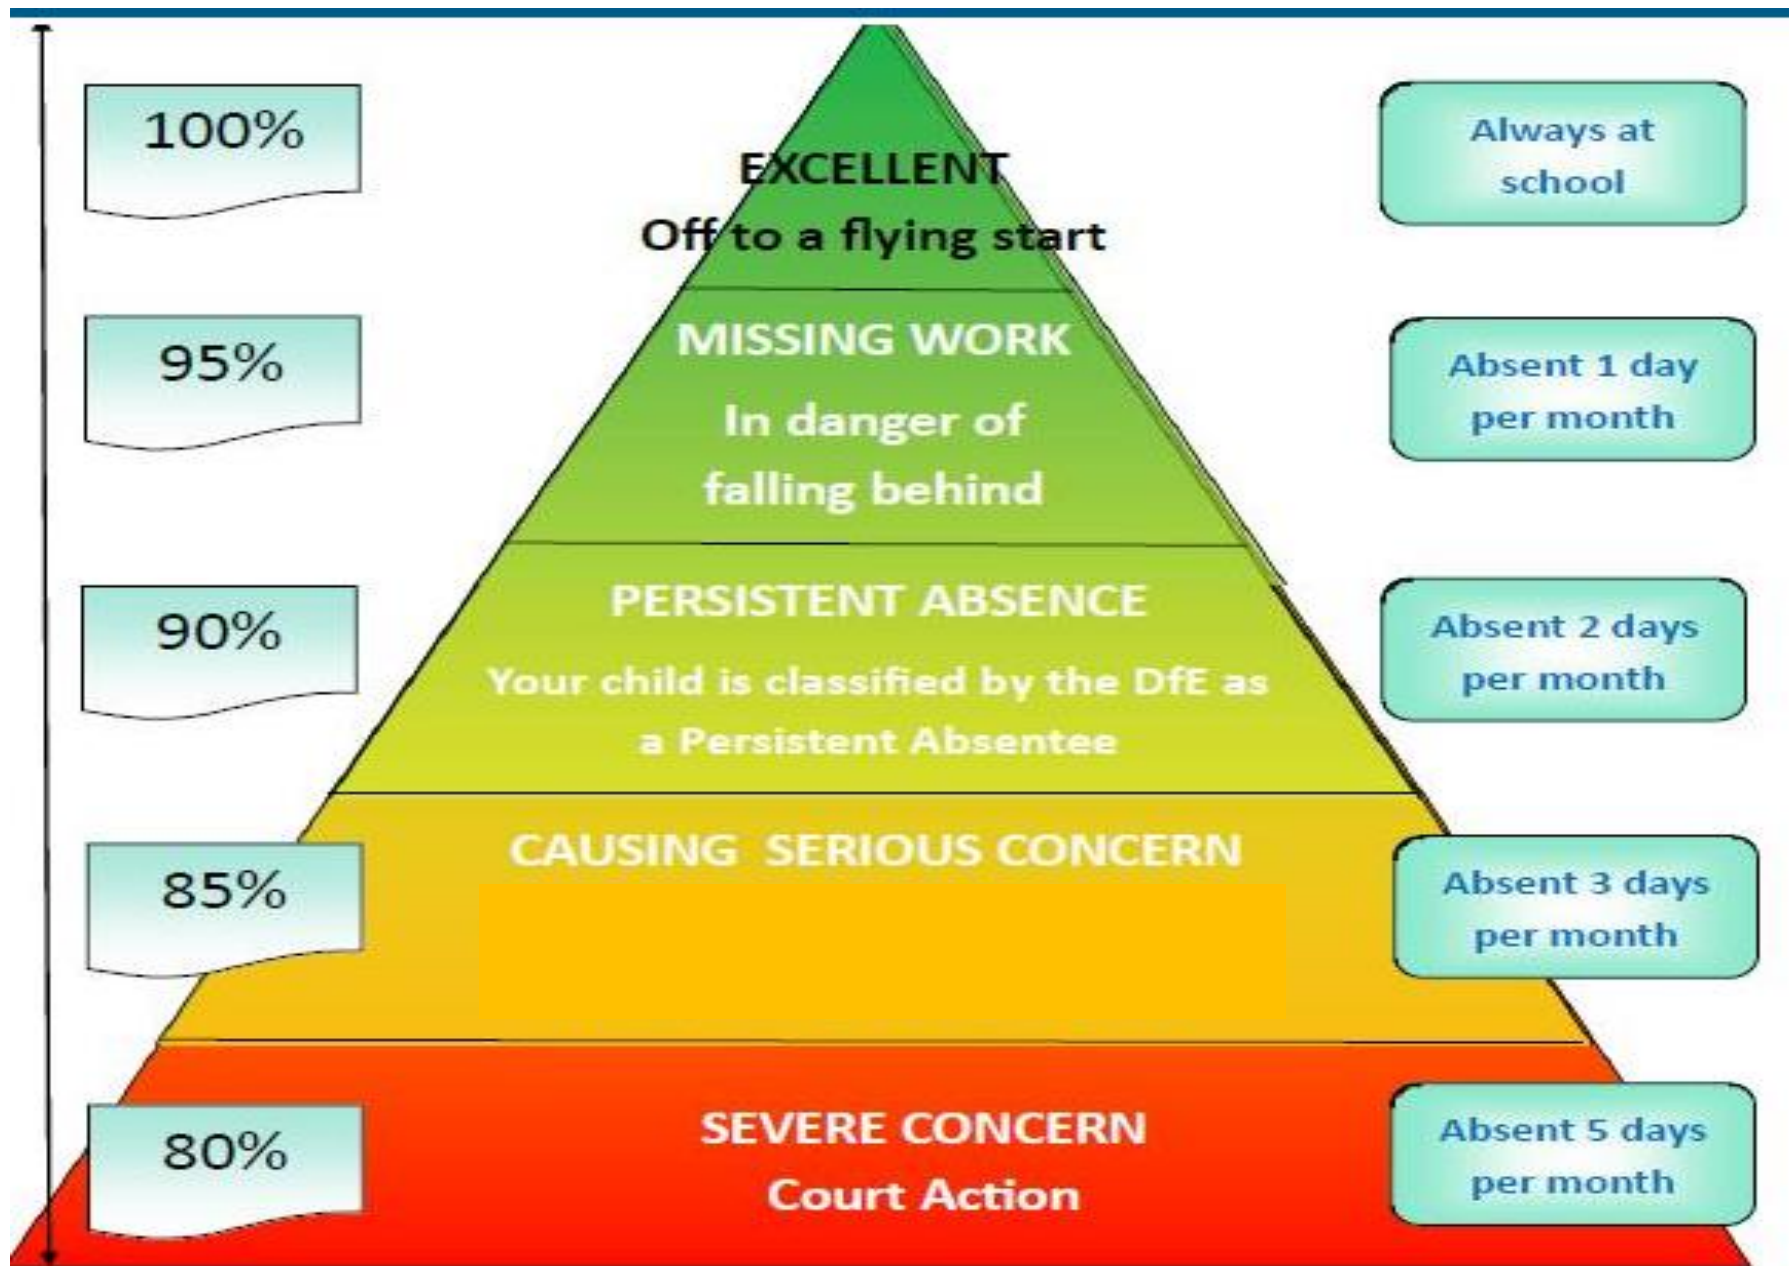 100%
EXCELLENT
Off to a flying start
Always at
school
95%
MISSING WORK
In danger of
falling behind
Absent 1 day
per month
90%
PERSISTENT ABSENCE
Your child is classified by the DfE as
a Persistent Absentee
Absent 2 days
per month
85%
CAUSING SERIOUS CONCERN
Absent 3 days
per month
80%
SEVERE CONCERN
Court Action
Absent 5 days
per month